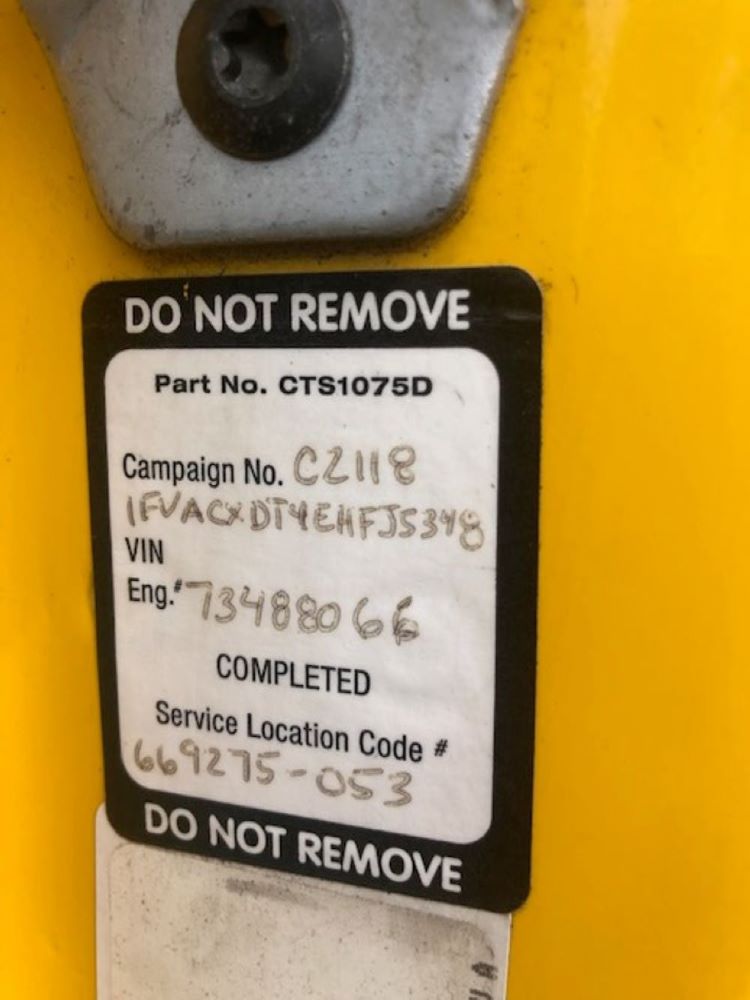 DO NOT REMOVE
Part No. CTS1075D
Campaign No. C2118
1FVACXDT4EHFJ5348
VIN
Eng.# 73488066
COMPLETED
Service Location Code #
669275-053
DO NOT REMOVE